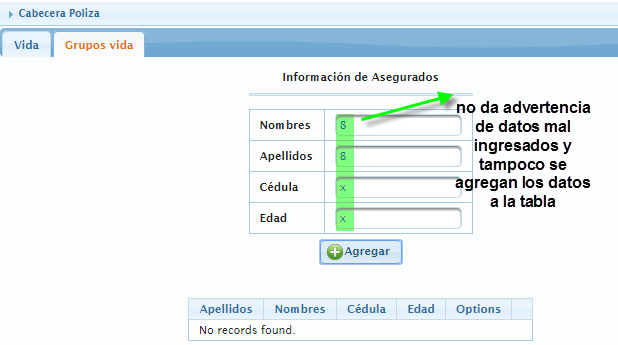 Cabecera Poliza
Vida Grupos vida
Información de Asegurados
no da advertencia
de datos mal
ingresados y
tampoco se
agregan los datos
a la tabla
Nombres 8
Apellidos 8
Cédula x
Edad x
Agregar
Apellidos Nombres Cédula Edad Options
No records found.